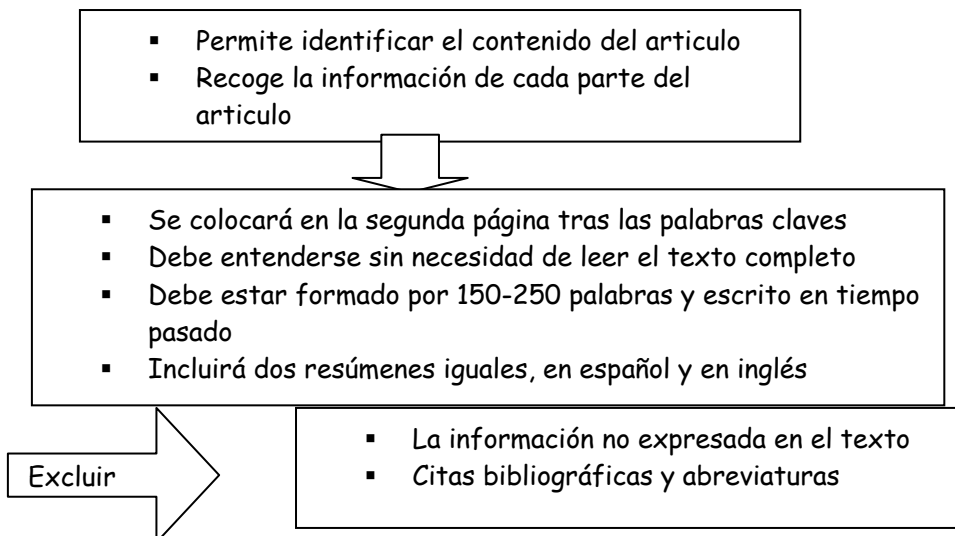 ▪ Permite identificar el contenido del articulo
▪ Recoge la información de cada parte del
articulo
▪ Se colocará en la segunda página tras las palabras claves
▪ Debe entenderse sin necesidad de leer el texto completo
▪ Debe estar formado por 150-250 palabras y escrito en tiempo
pasado
▪ Incluirá dos resúmenes iguales, en español y en inglés
▪ La información no expresada en el texto
Excluir
▪ Citas bibliográficas y abreviaturas